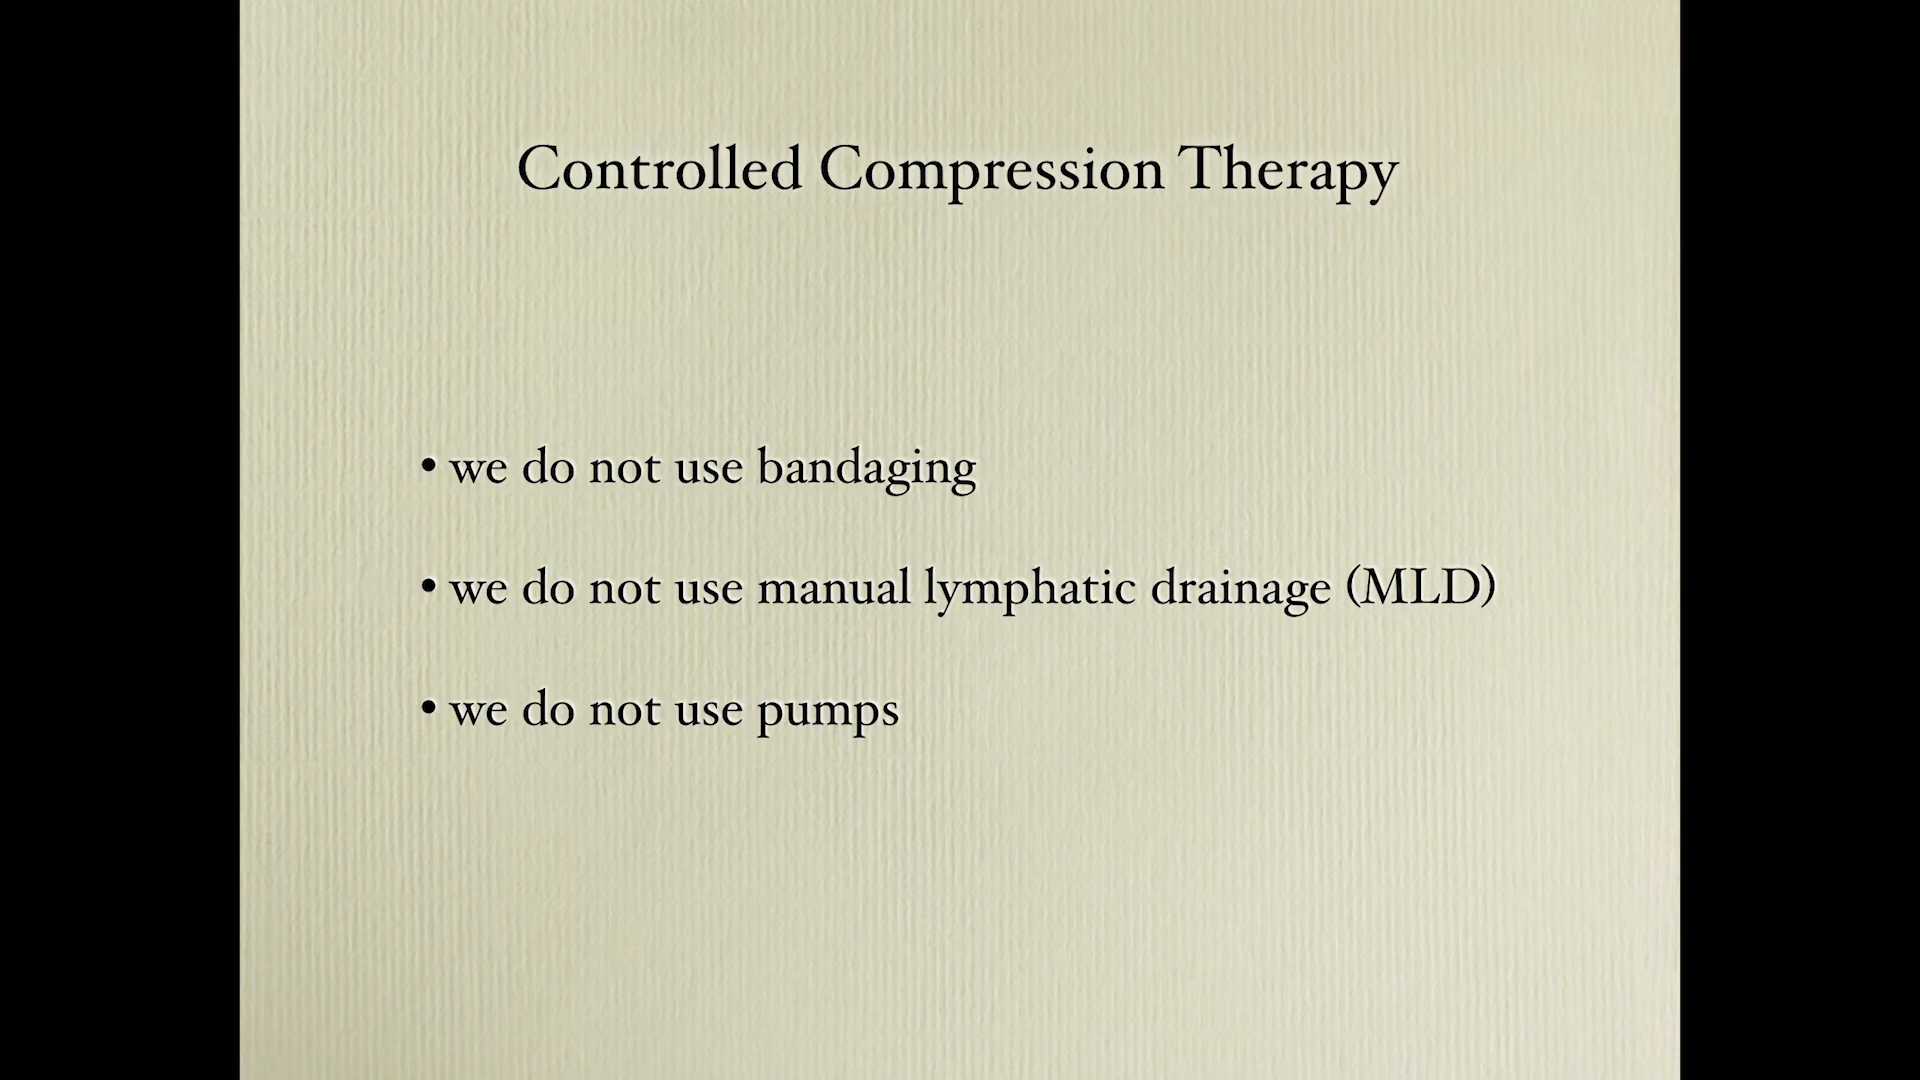 Controlled Compression Therapy
• we do not use bandaging
• we do not use manual lymphatic drainage (MLD)
• we do not use pumps